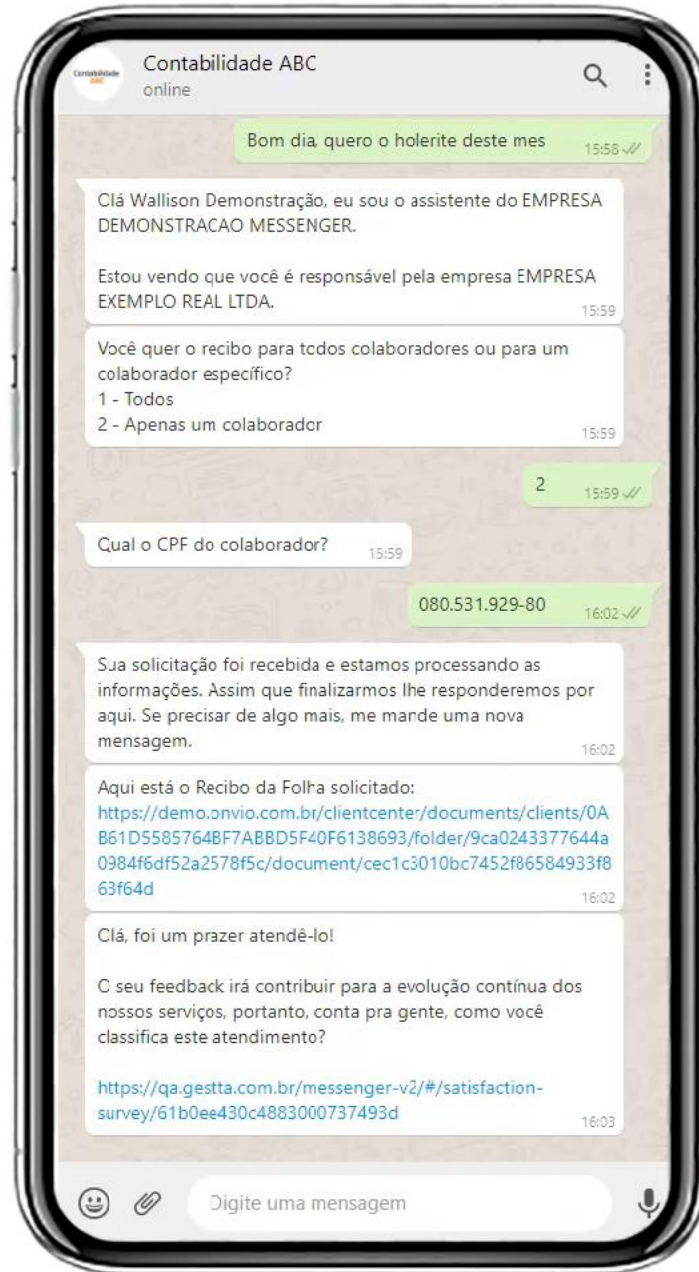 Contabilidade
ABC
Contabilidade ABC
online
Bom dia, quero o holerite deste mes
15:58
Clá Wallison Demonstração, eu sou o assistente do EMPRESA
DEMONSTRACAO MESSENGER.
Estou vendo que você é responsável pela empresa EMPRESA
EXEMPLO REAL LTDA.
15:59
Você quer o recibo para todos colaboradores ou para um
colaborador específico?
1 - Todos
2 - Apenas um colaborador
15:59
2
15:59
Qual o CPF do colaborador?
15:59
080.531.929-80
16:02
Sua solicitação foi recebida e estamos processando as
informações. Assim que finalizarmos lhe responderemos por
aqui. Se precisar de algo mais, me mande uma nova
mensagem.
16:02
Aqui está o Recibo da Folha solicitado:
https://demo.onvio.com.br/clientcenter/documents/clients/0A
B61D5585764BF7ABBD5F40F6138693/folder/9ca0243377644a
0984f6df52a2578f5c/document/cec1c3010bc7452f86584933f8
63f64d
16:02
Clá, foi um prazer atendê-lo!
O seu feedback irá contribuir para a evolução contínua dos
nossos serviços, portanto, conta pra gente, como você
classifica este atendimento?
https://qa.gestta.com.br/messenger-v2/#/satisfaction-
survey/61b0ee430c4883000737493d
16:03
Digite uma mensagem